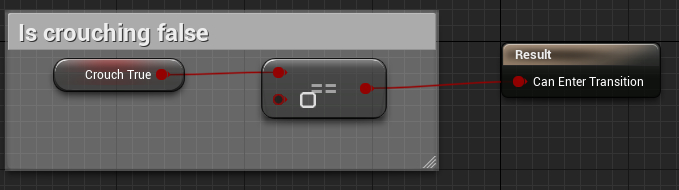 Is crouching false
Crouch True
==
Result
Can Enter Transition